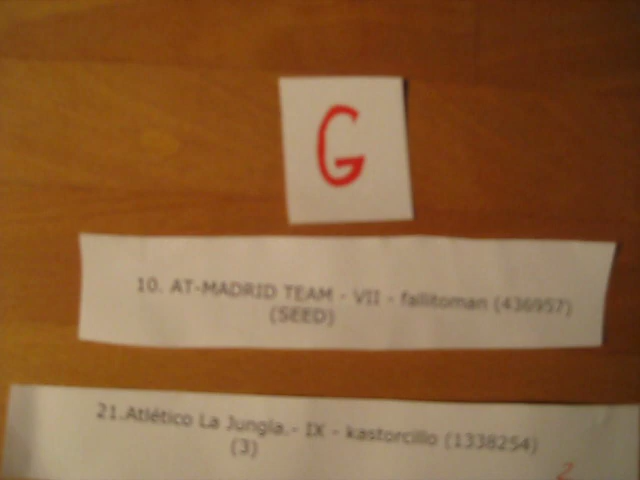 G
10. AT-MADRID TEAM - VII - fallitoman (436957)
(SEED)
21.Atlético La Jungla.- IX - kastorcillo (1338254)
(3)
2